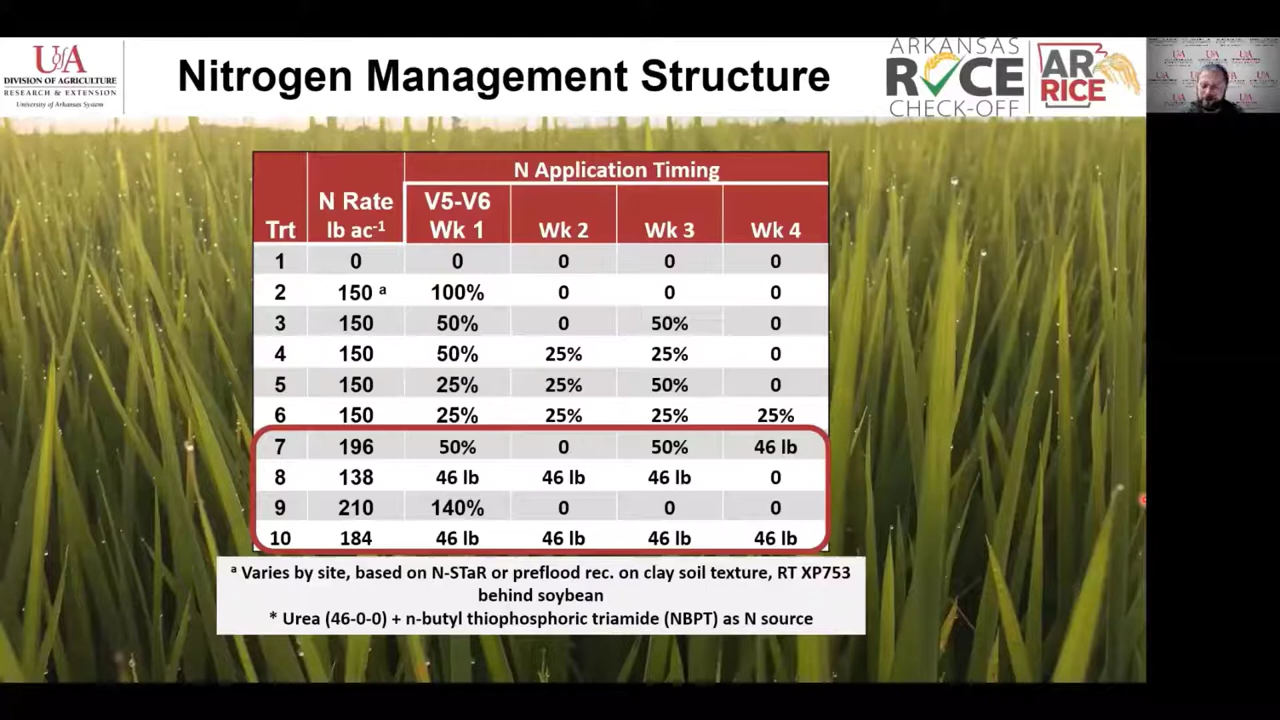 UofA
DIVISION OF AGRICULTURE
RESEARCH & EXTENSION
University of Arkansas System
Nitrogen Management Structure
ARKANSAS
RICE
CHECK-OFF
AR
RICE
N Application Timing
Trt N Rate lb ac-1 V5-V6 Wk 1 Wk 2 Wk 3 Wk 4
1 0 0 0 0 0
2 150 a 100% 0 0 0
3 150 50% 0 50% 0
4 150 50% 25% 25% 0
5 150 25% 25% 50% 0
6 150 25% 25% 25% 25%
7 196 50% 0 50% 46 lb
8 138 46 lb 46 lb 46 lb 0
9 210 140% 0 0 0
10 184 46 lb 46 lb 46 lb 46 lb
a Varies by site, based on N-STaR or preflood rec. on clay soil texture, RT XP753
behind soybean
* Urea (46-0-0) + n-butyl thiophosphoric triamide (NBPT) as N source